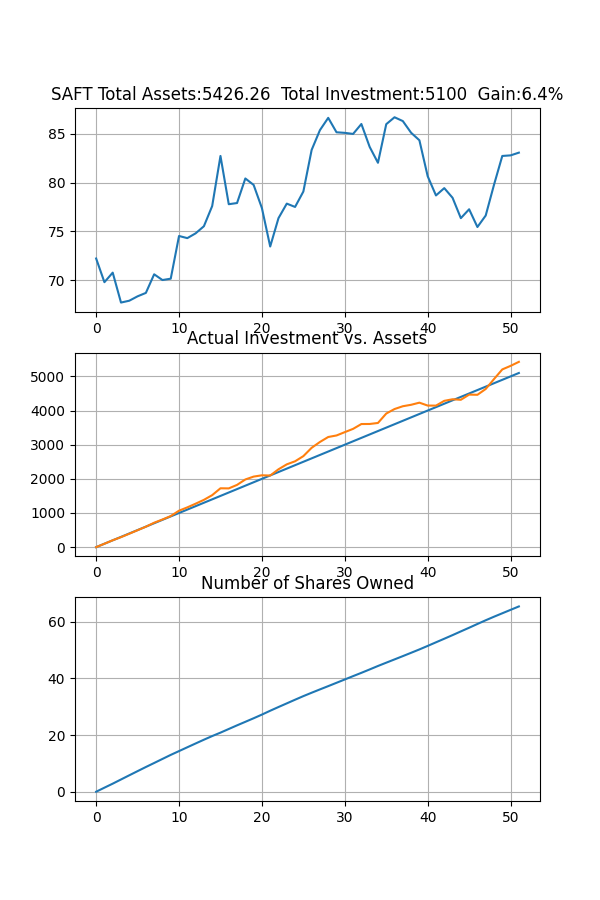 SAFT Total Assets:5426.26  Total Investment:5100  Gain:6.4%
85
80
75
70
0 10 20 30 40 50
Actual Investment vs. Assets
5000
4000
3000
2000
1000
0
0 10 20 30 40 50
Number of Shares Owned
60
40
20
0
0 10 20 30 40 50